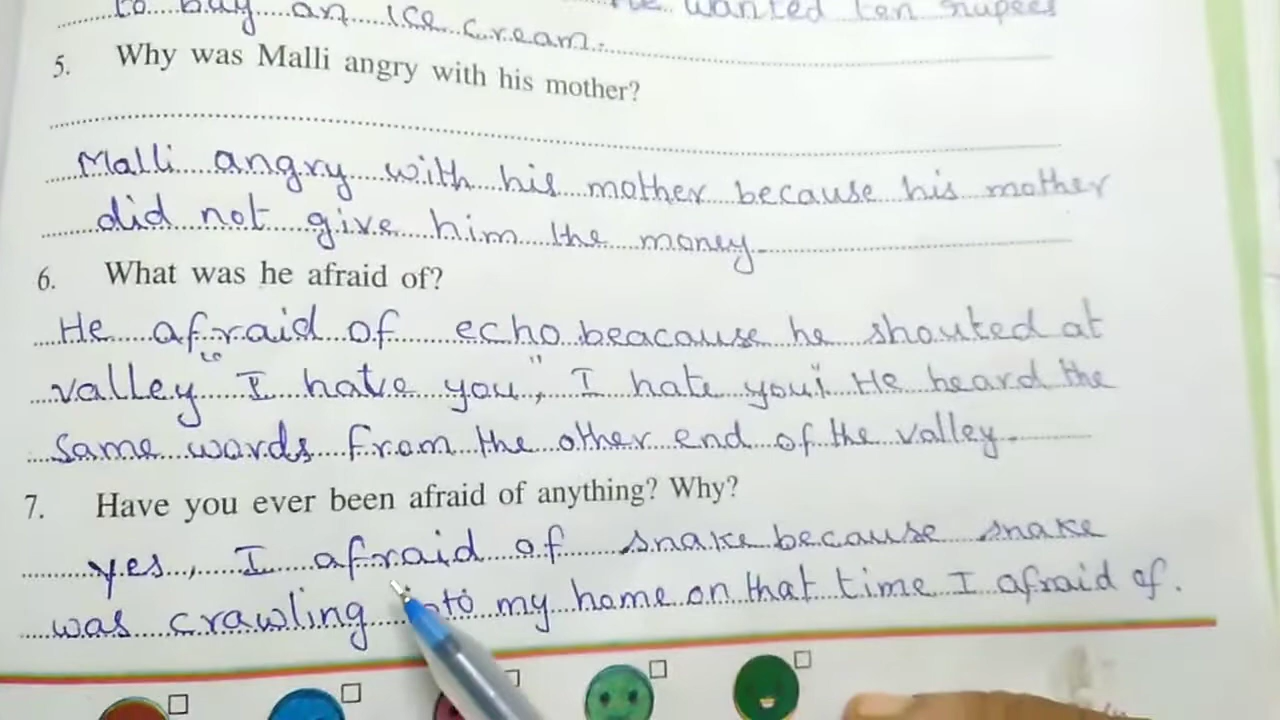 to buy an Ice cream. He wanted ten rupees
5. Why was Malli angry with his mother?
Malli angry with his mother because his mother
did not give him the money.
6. What was he afraid of?
He afraid of echo beacause he shouted at
valley "I hate you", I hate you". He heard the
same words from the other end of the valley.
7. Have you ever been afraid of anything? Why?
yes, I afraid of snake because snake
was crawling into my home on that time I afraid of.